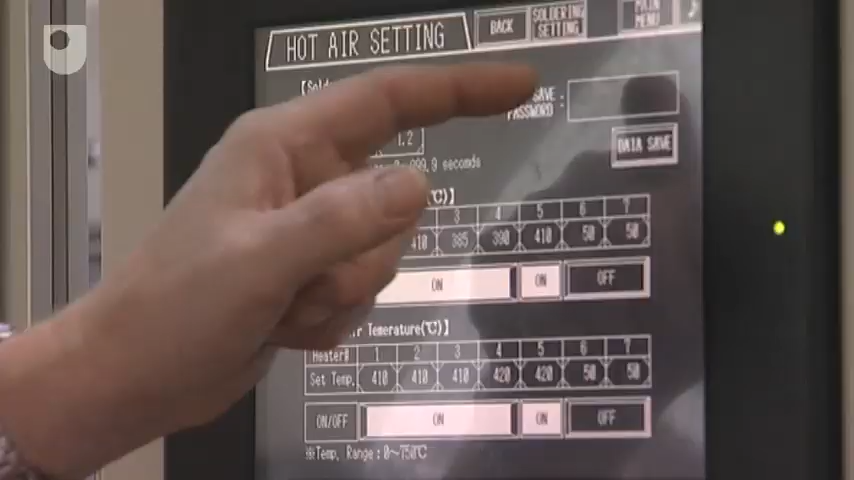 HOT AIR SETTING
BACK
SOLDERING
SETTING
MAIN
MENU
SAVE
PASSWORD :
1.2
999.9 seconds
DATA SAVE
(℃)】
3 4 5 6 7
410 385 390 410 50 50
ON ON OFF
Temerature(℃)】
Heater# 1 2 3 4 5 6 7
Set Temp. 410 410 410 420 420 50 50
ON/OFF ON ON OFF
※Temp. Range : 0~750℃